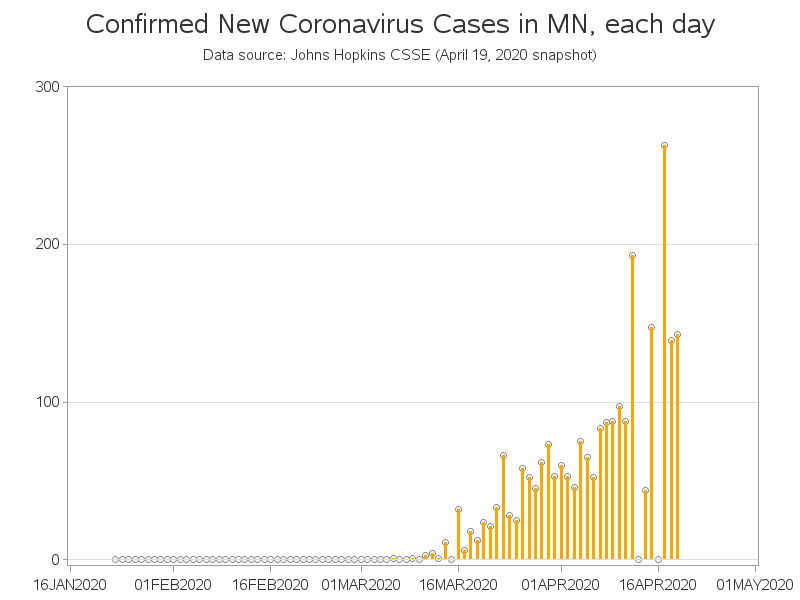 Confirmed New Coronavirus Cases in MN, each day
Data source: Johns Hopkins CSSE (April 19, 2020 snapshot)
300
200
100
0
16JAN2020 01FEB2020 16FEB2020 01MAR2020 16MAR2020 01APR2020 16APR2020 01MAY2020